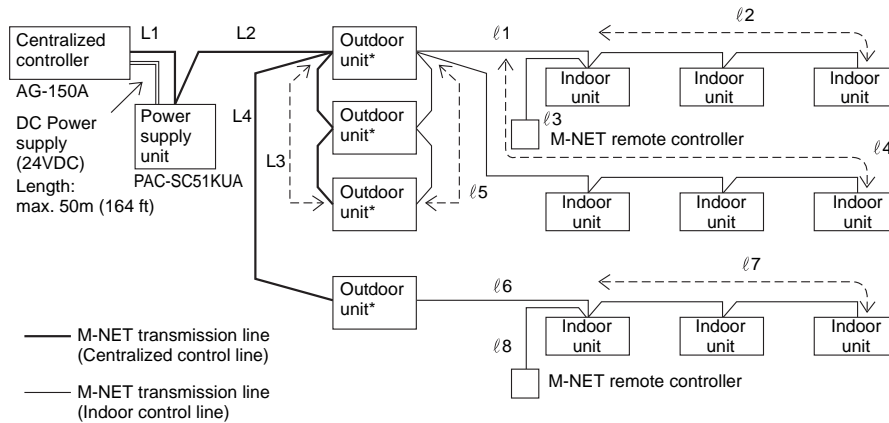 Centralized
controller
AG-150A
L1
L2
DC Power
supply
(24VDC)
Length:
max. 50m (164 ft)
Power
supply
unit
PAC-SC51KUA
L4
L3
Outdoor
unit*
Outdoor
unit*
Outdoor
unit*
Outdoor
unit*
ℓ1
ℓ2
Indoor
unit
Indoor
unit
Indoor
unit
ℓ3
M-NET remote controller
ℓ4
ℓ5
Indoor
unit
Indoor
unit
Indoor
unit
ℓ6
ℓ7
Indoor
unit
Indoor
unit
Indoor
unit
ℓ8
M-NET remote controller
M-NET transmission line
(Centralized control line)
M-NET transmission line
(Indoor control line)